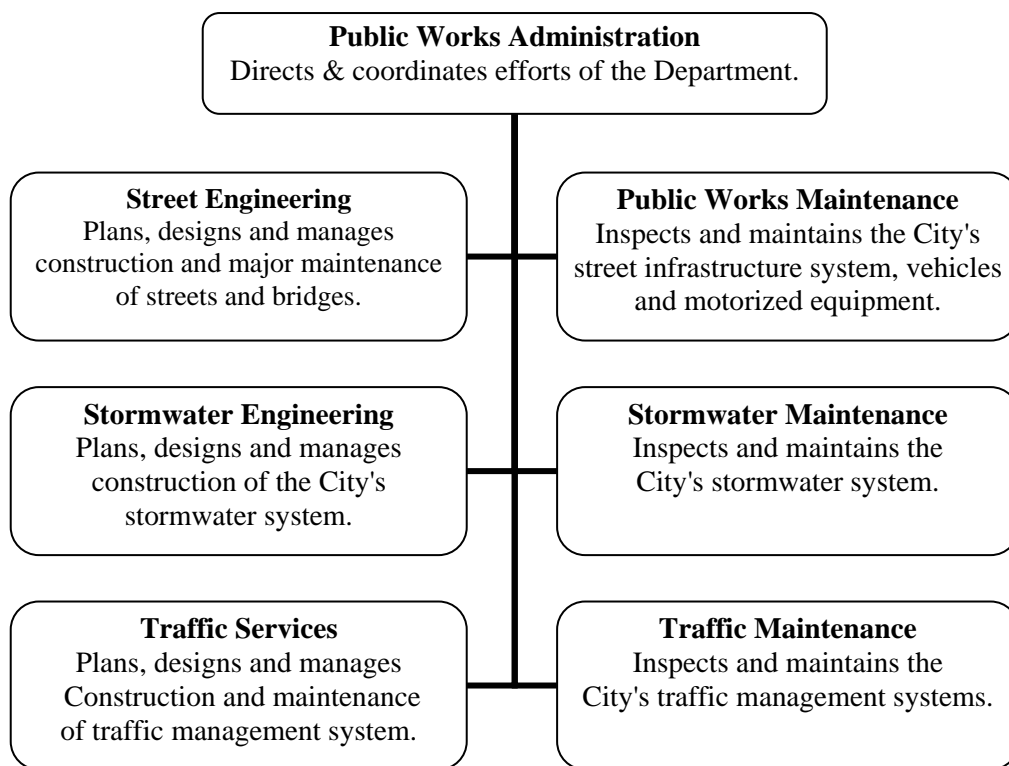 Public Works Administration
Directs & coordinates efforts of the Department.
Street Engineering
Plans, designs and manages
construction and major maintenance
of streets and bridges.
Public Works Maintenance
Inspects and maintains the City's
street infrastructure system, vehicles
and motorized equipment.
Stormwater Engineering
Plans, designs and manages
construction of the City's
stormwater system.
Stormwater Maintenance
Inspects and maintains the
City's stormwater system.
Traffic Services
Plans, designs and manages
Construction and maintenance
of traffic management system.
Traffic Maintenance
Inspects and maintains the
City's traffic management systems.